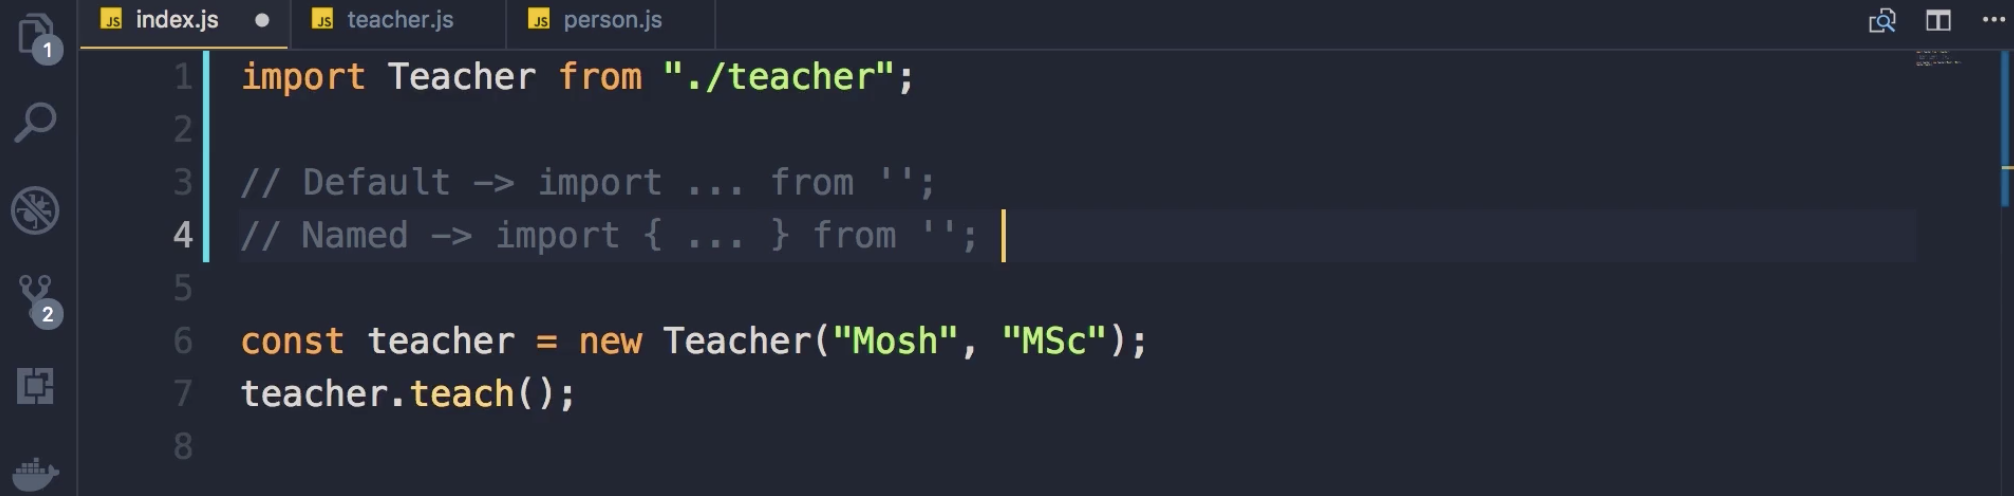 JS index.js JS teacher.js JS person.js
1
1 import Teacher from "./teacher";
2
3 // Default -> import ... from '';
4 // Named -> import { ... } from '';
5
2
6 const teacher = new Teacher("Mosh", "MSc");
7 teacher.teach();
8